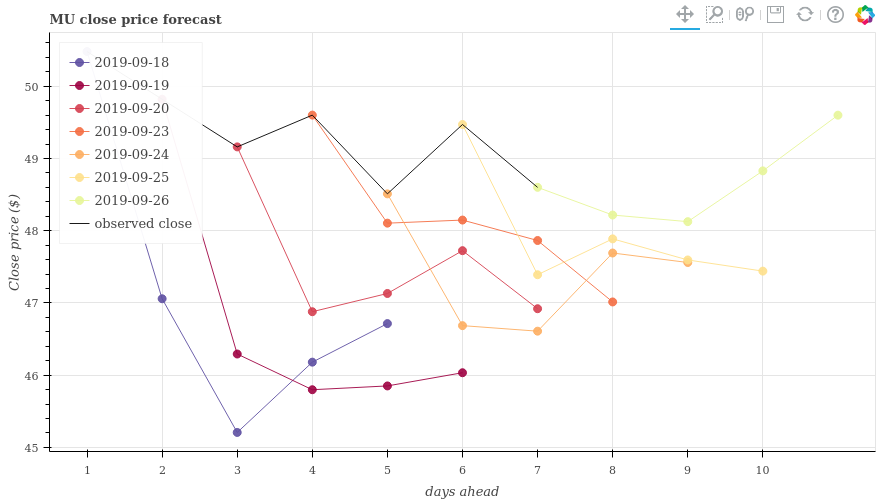 MU close price forecast
50
49
48
47
46
45
Close price ($)
2019-09-18
2019-09-19
2019-09-20
2019-09-23
2019-09-24
2019-09-25
2019-09-26
observed close
1 2 3 4 5 6 7 8 9 10
days ahead